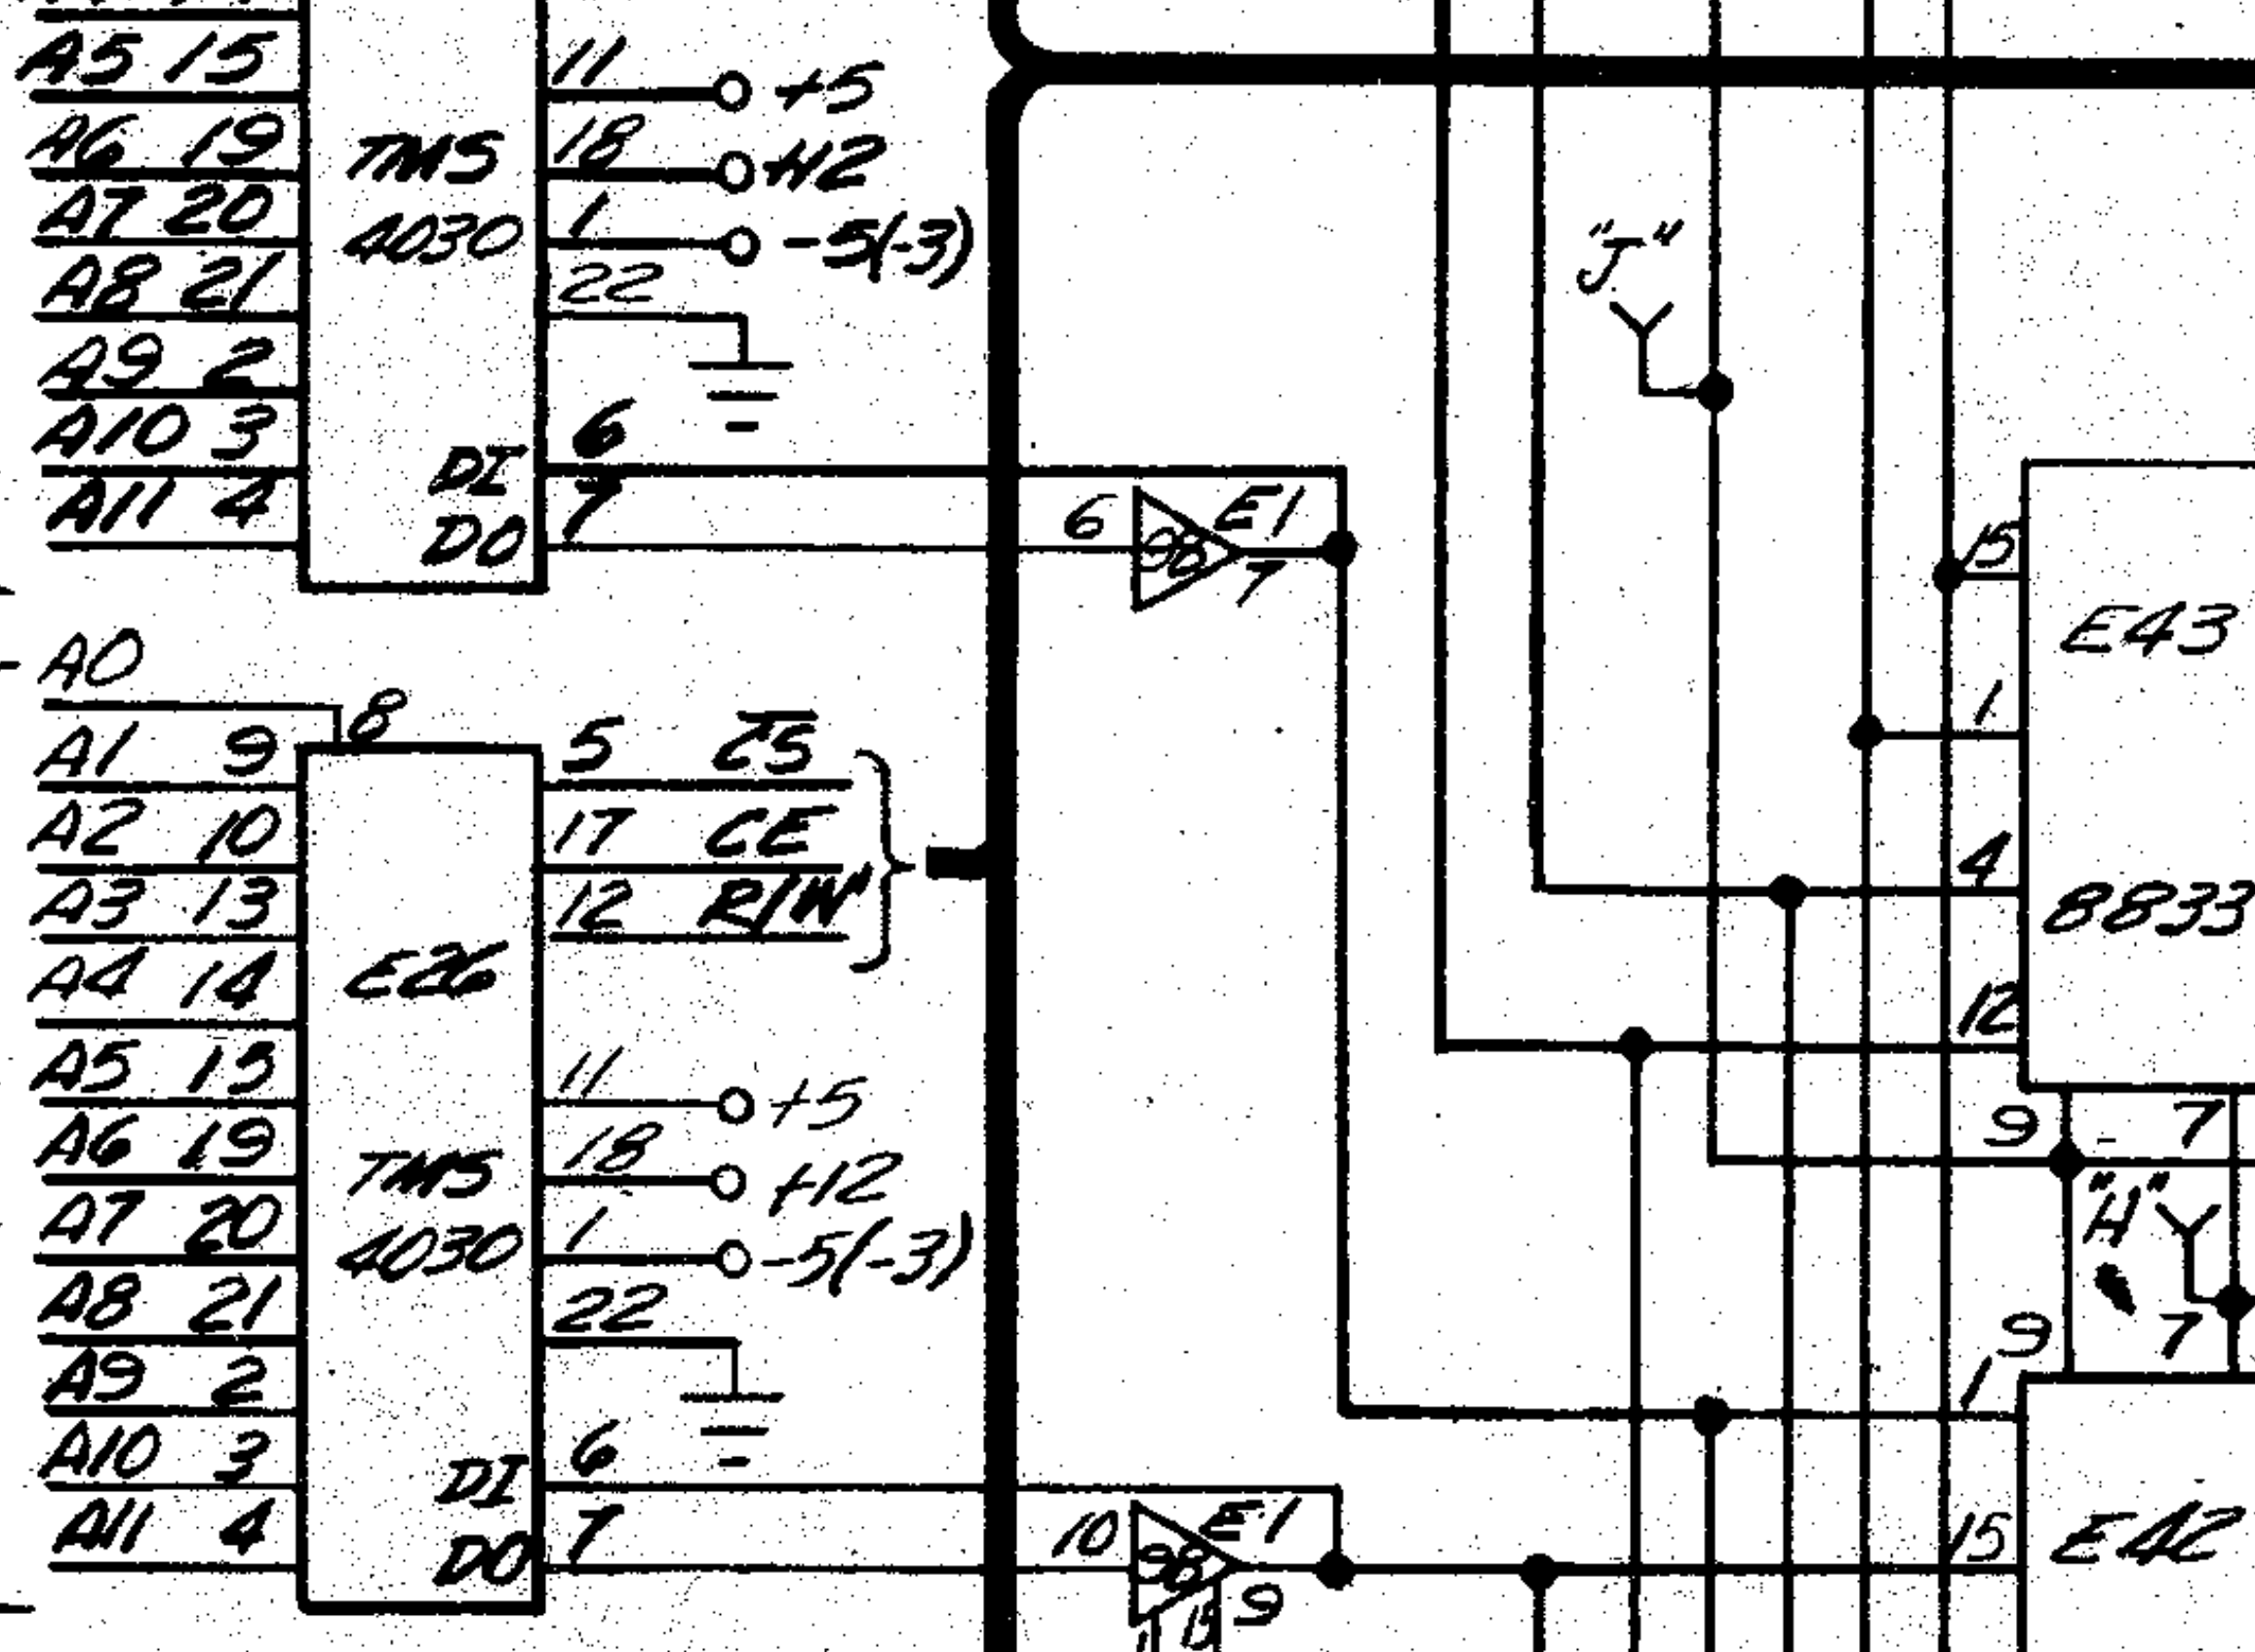 A5 15
11 +5
A6 19
TMS
18 +12
A7 20
4030
1 -5(-3)
A8 21
22
"J"
A9 2
A10 3
DI 6
A11 4
DO 7
6 98 E1 7
15
E43
1
4
8833
12
9 7
"H"
9 7
A0
8
A1 9
5 CS
A2 10
17 CE
A3 13
12 R/W
A4 14
E26
A5 15
11 +5
A6 19
TMS
18 +12
A7 20
4030
1 -5(-3)
A8 21
22
A9 2
A10 3
DI 6
A11 4
DO 7
10 98 E1 9
1
15
E42